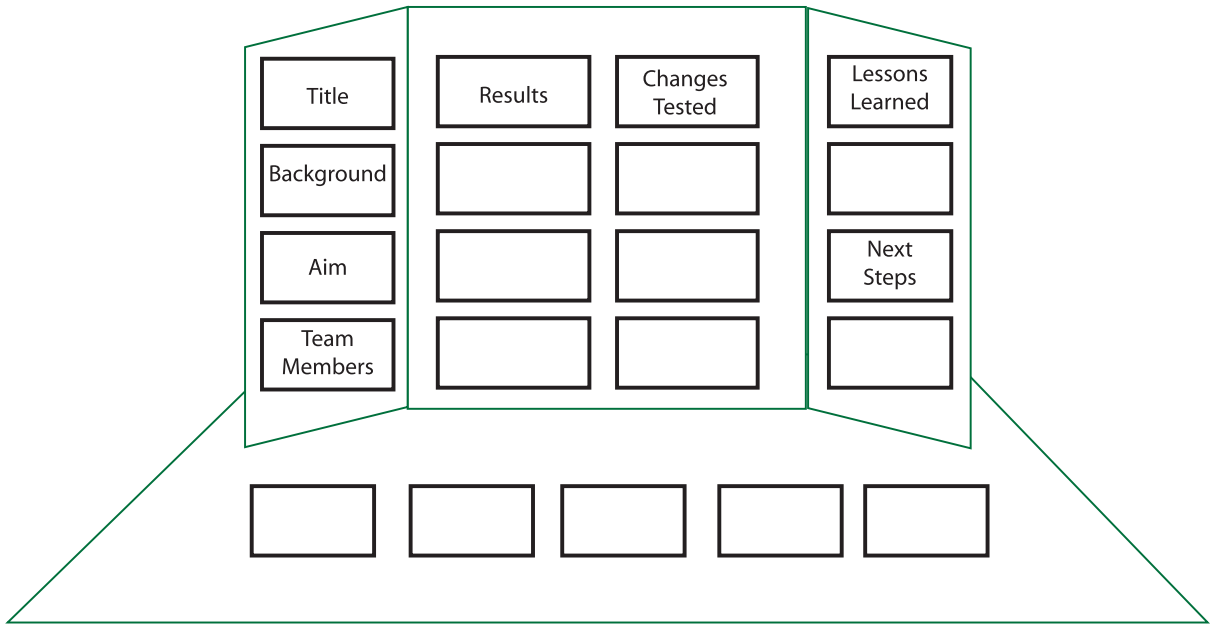 Title
Background
Aim
Team
Members
Results
Changes
Tested
Lessons
Learned
Next
Steps